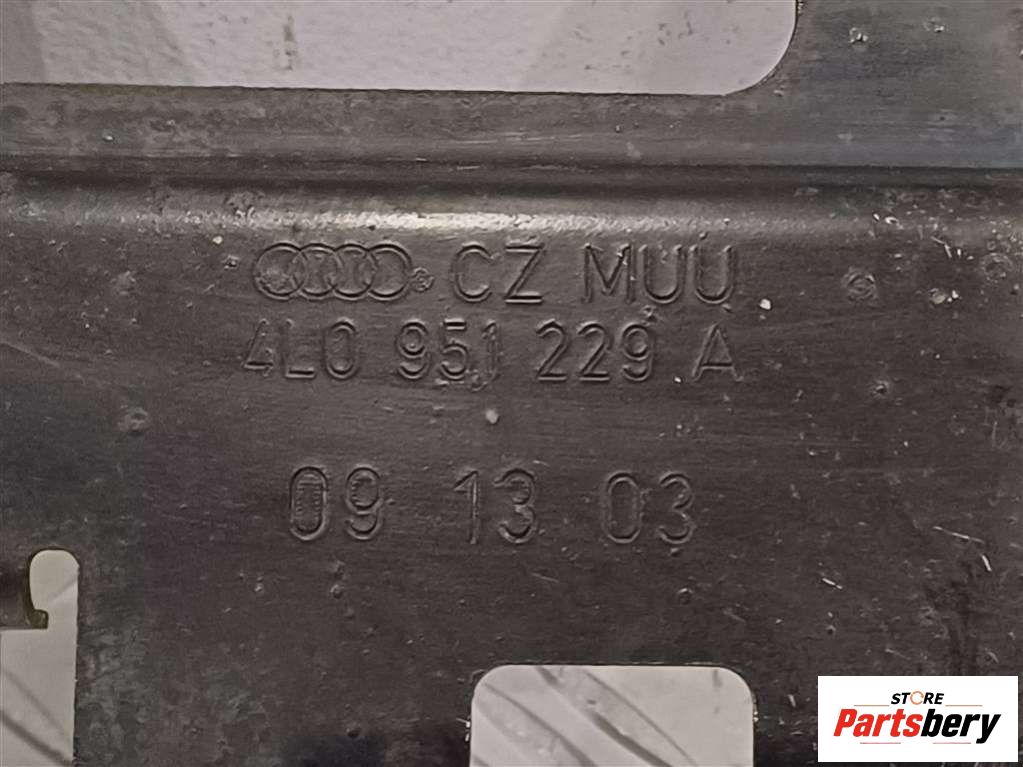 CZ MUU
4L0 951 229 A
09 13 03
STORE
Partsbery